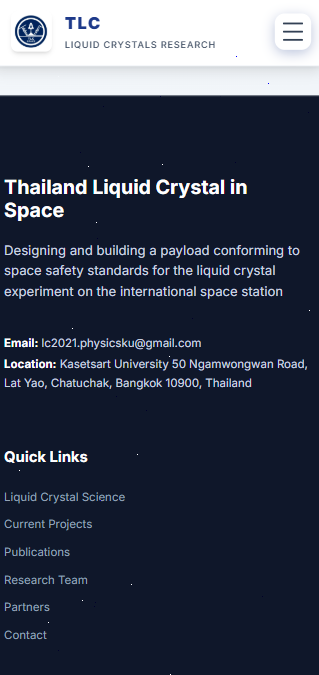 TLC
LIQUID CRYSTALS RESEARCH
Thailand Liquid Crystal in
Space
Designing and building a payload conforming to
space safety standards for the liquid crystal
experiment on the international space station
Email: lc2021.physicsku@gmail.com
Location: Kasetsart University 50 Ngamwongwan Road,
Lat Yao, Chatuchak, Bangkok 10900, Thailand
Quick Links
Liquid Crystal Science
Current Projects
Publications
Research Team
Partners
Contact